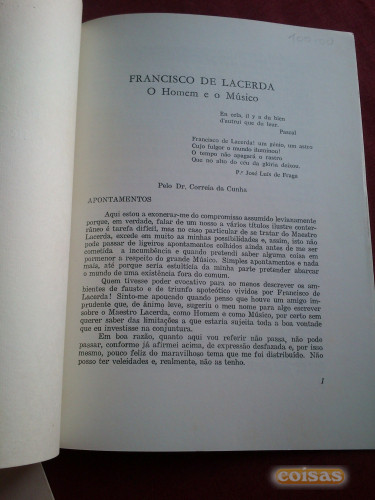 FRANCISCO DE LACERDA
O Homem e o Músico
En cela, il y a du bien
d'autrui que du leur.
Pascal
Francisco de Lacerda! um génio, um astro
Cujo fulgor o mundo iluminou!
O tempo não apagará o rastro
Que no alto do céu da glória deixou.
Pr José Luís de Fraga
Pelo Dr. Correia da Cunha
APONTAMENTOS
Aqui estou a exonerar-me do compromisso assumido levianamente
porque, em verdade, falar de um nosso a vários títulos ilustre conter-
râneo é tarefa difícil, mas no caso particular de se tratar do Maestro
Lacerda, excede um muito as minhas possibilidades e, assim, isto não
pode passar de ligeiros apontamentos colhidos ainda antes de me ser
cometida a incumbência e quando pretendi saber alguma coisa em
pormenor a respeito do grande Músico. Simples apontamentos e nada
mais, até porque seria estultícia da minha parte pretender abarcar
o mundo de uma existência fora do comum.
Quem tivesse poder evocativo para ao menos descrever os am-
bientes de fausto e de triunfo apoteótico vividos por Francisco de
Lacerda! Sinto-me apoucado quando penso que houve um amigo im-
prudente que, de ânimo leve, sugeriu o meu nome para algo escrever
sobre o Maestro Lacerda, como Homem e como Músico, por certo sem
querer saber das limitações a que estaria sujeita toda a boa vontade
que eu investisse na conjuntura.
Em boa razão, quanto aqui vou referir não passa, não pode
passar, conforme já afirmei acima, de expressão desfazada e, por isso
mesmo, pouco feliz do maravilhoso tema que me foi distribuído. Não
posso ter veleidades e, realmente, não as tenho.
1
coisas